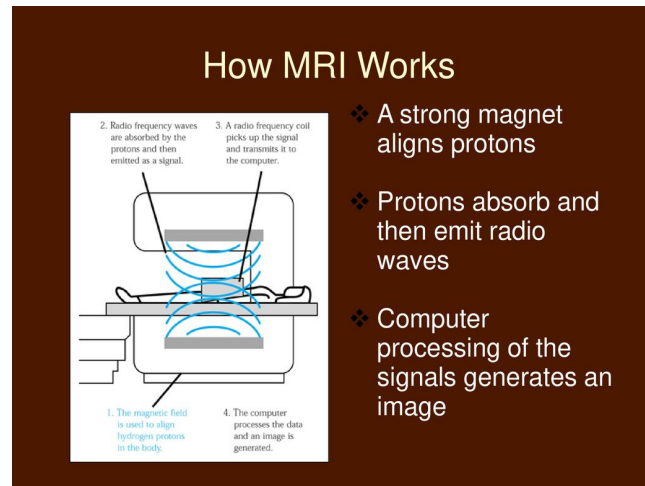 How MRI Works
2. Radio frequency waves
are absorbed by the
protons and then
emitted as a signal.
3. A radio frequency coil
picks up the signal
and transmits it to
the computer.
1. The magnetic field
is used to align
hydrogen protons
in the body.
4. The computer
processes the data
and an image is
generated.
A strong magnet
aligns protons
Protons absorb and
then emit radio
waves
Computer
processing of the
signals generates an
image